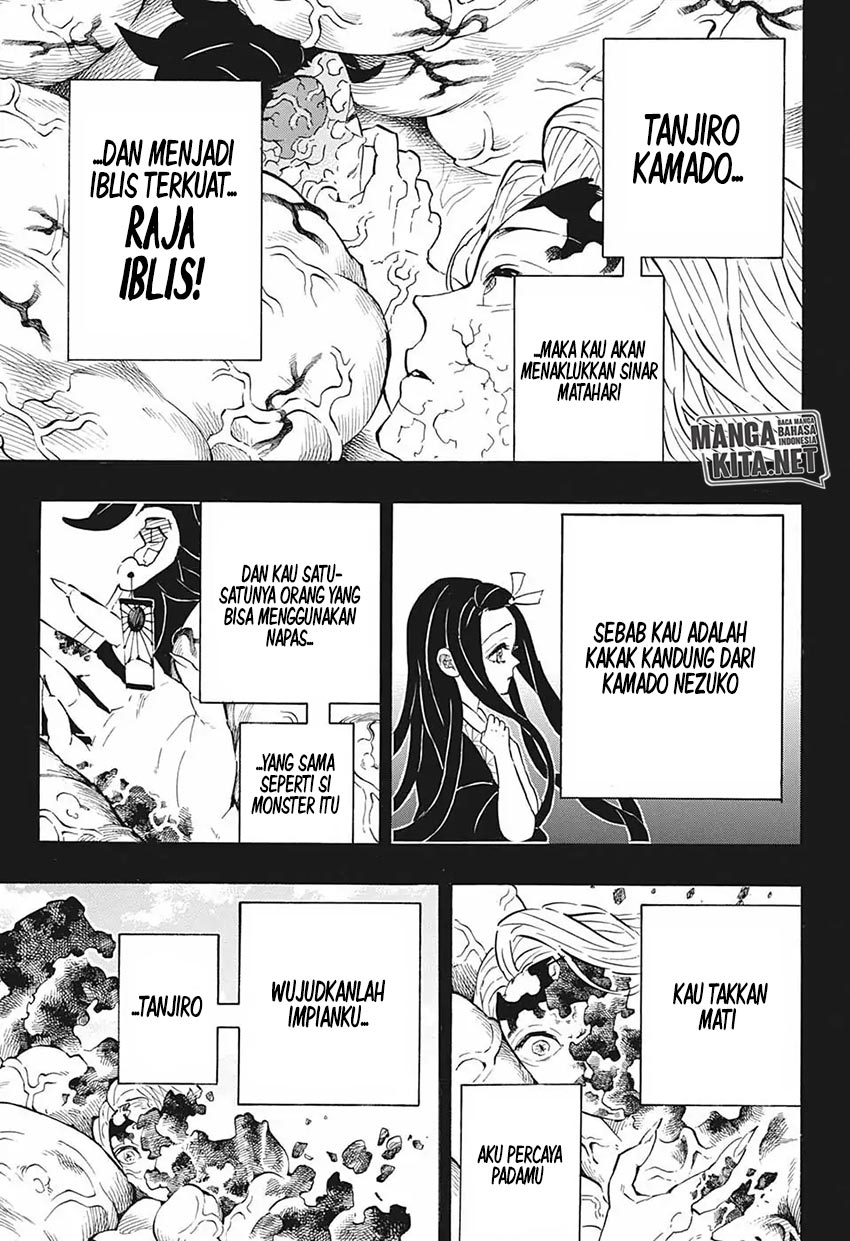 TANJIRO
KAMADO...
...MAKA KAU AKAN
MENAKLUKKAN SINAR
MATAHARI
...DAN MENJADI
IBLIS TERKUAT...
RAJA
IBLIS!
MANGA
KITA.NET
BACA MANGA
BAHASA
INDONESIA
SEBAB KAU ADALAH
KAKAK KANDUNG DARI
KAMADO NEZUKO
DAN KAU SATU-
SATUNYA ORANG YANG
BISA MENGGUNAKAN
NAPAS...
...YANG SAMA
SEPERTI SI
MONSTER ITU
KAU TAKKAN
MATI
AKU PERCAYA
PADAMU
WUJUDKANLAH
IMPIANKU...
...TANJIRO